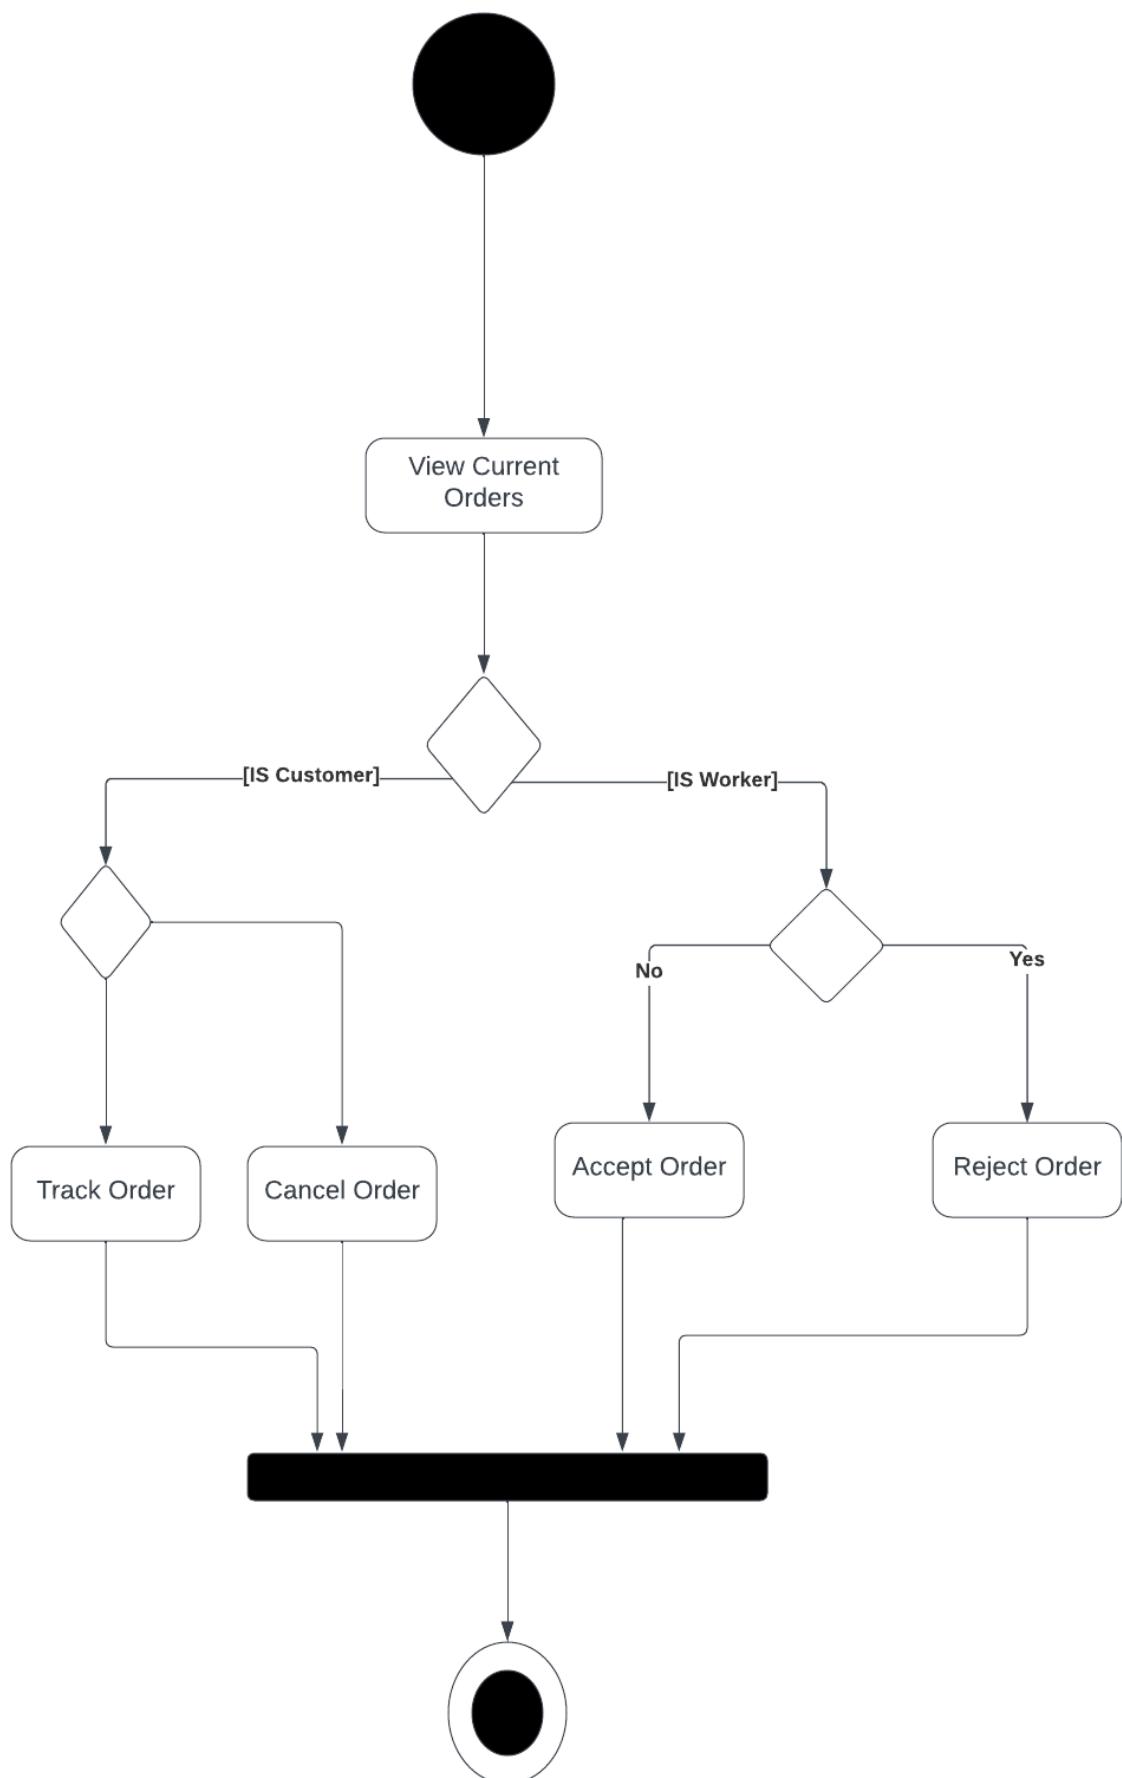 View Current
Orders
[IS Customer]
[IS Worker]
No
Yes
Track Order
Cancel Order
Accept Order
Reject Order